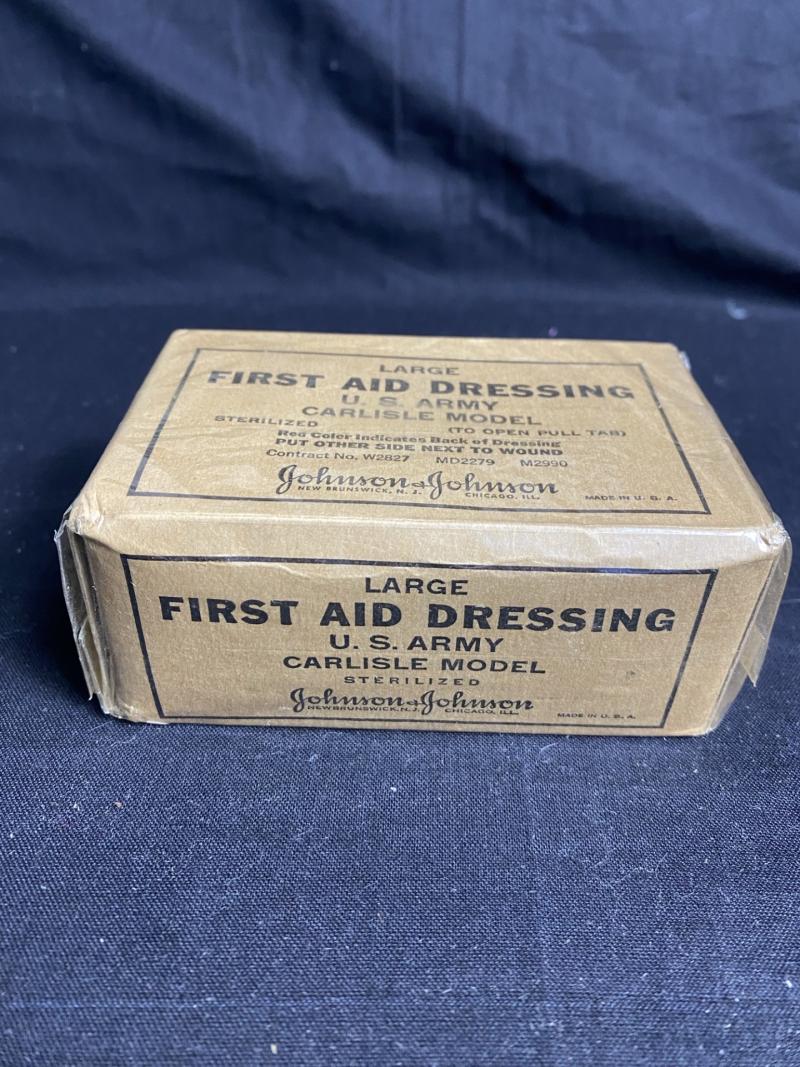 LARGE
FIRST AID DRESSING
U. S. ARMY
CARLISLE MODEL
STERILIZED (TO OPEN PULL TAB)
Red Color Indicates Back of Dressing
PUT OTHER SIDE NEXT TO WOUND
Contract No. W2827 MD2279 M2990
Johnson & Johnson
NEW BRUNSWICK, N. J. CHICAGO, ILL. MADE IN U. S. A.
LARGE
FIRST AID DRESSING
U. S. ARMY
CARLISLE MODEL
STERILIZED
Johnson & Johnson
NEW BRUNSWICK, N. J. CHICAGO, ILL. MADE IN U. S. A.